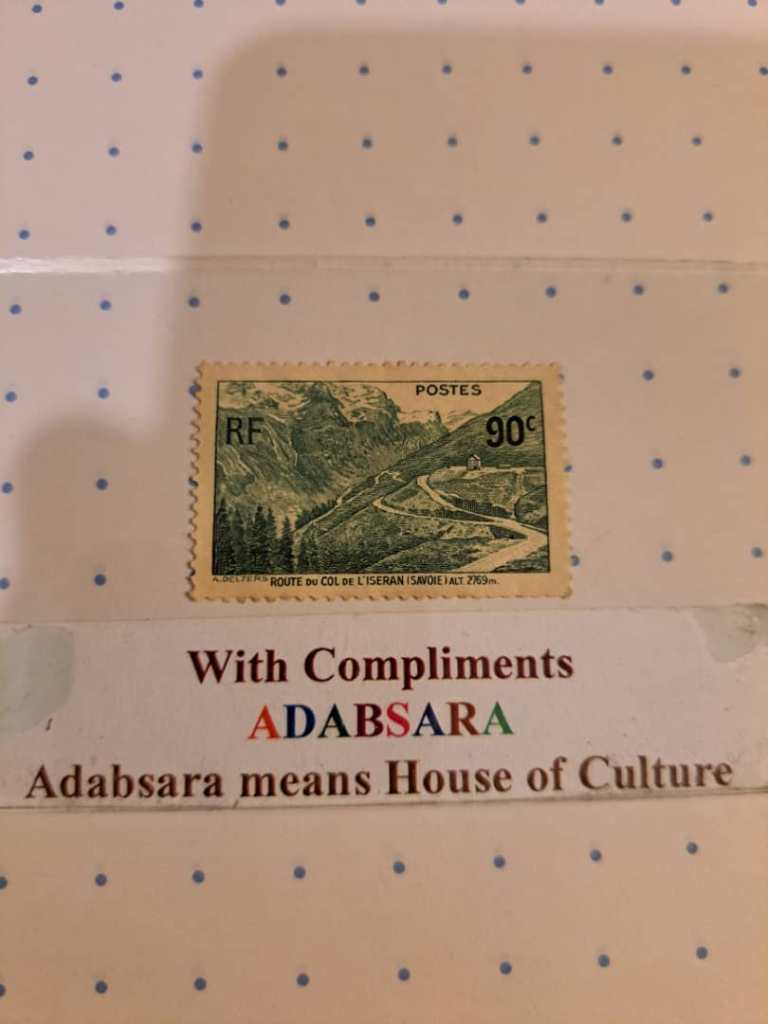 POSTES
RF 90c
A. DELZERS ROUTE DU COL DE L'ISERAN (SAVOIE) ALT. 2769m.
With Compliments
ADABSARA
Adabsara means House of Culture